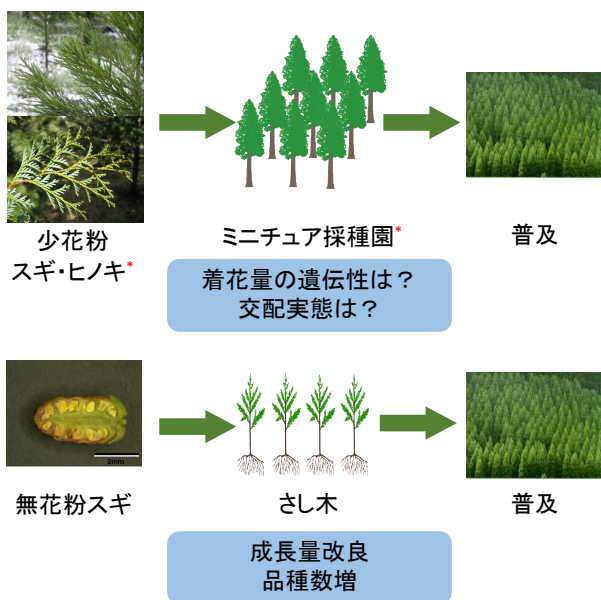 少花粉
スギ・ヒノキ*
ミニチュア採種園*
普及
着花量の遺伝性は？
交配実態は？
2mm
無花粉スギ
さし木
普及
成長量改良
品種数増